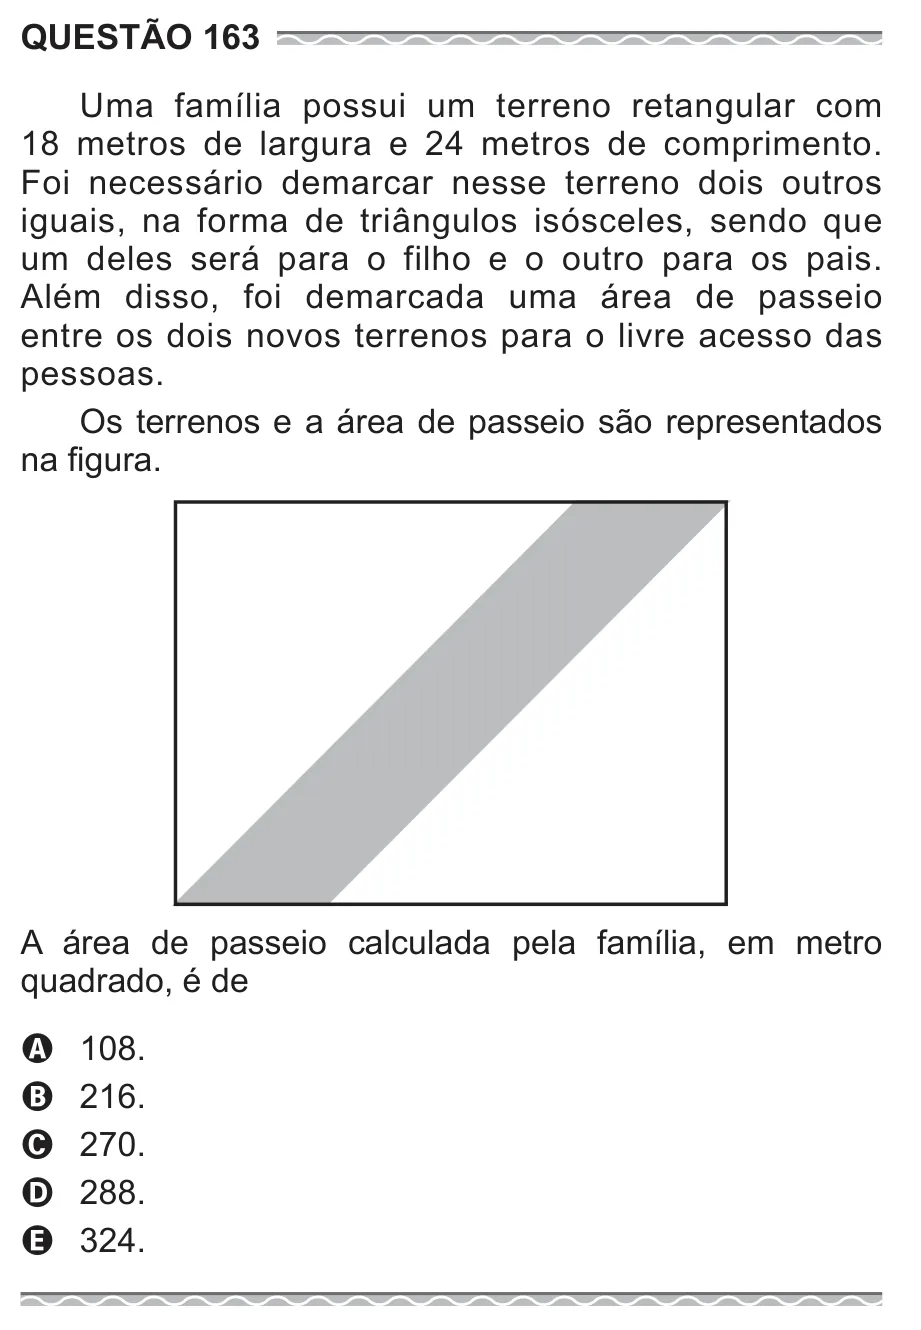 QUESTÃO 163
Uma família possui um terreno retangular com
18 metros de largura e 24 metros de comprimento.
Foi necessário demarcar nesse terreno dois outros
iguais, na forma de triângulos isósceles, sendo que
um deles será para o filho e o outro para os pais.
Além disso, foi demarcada uma área de passeio
entre os dois novos terrenos para o livre acesso das
pessoas.
Os terrenos e a área de passeio são representados
na figura.
A área de passeio calculada pela família, em metro
quadrado, é de
A 108.
B 216.
C 270.
D 288.
E 324.